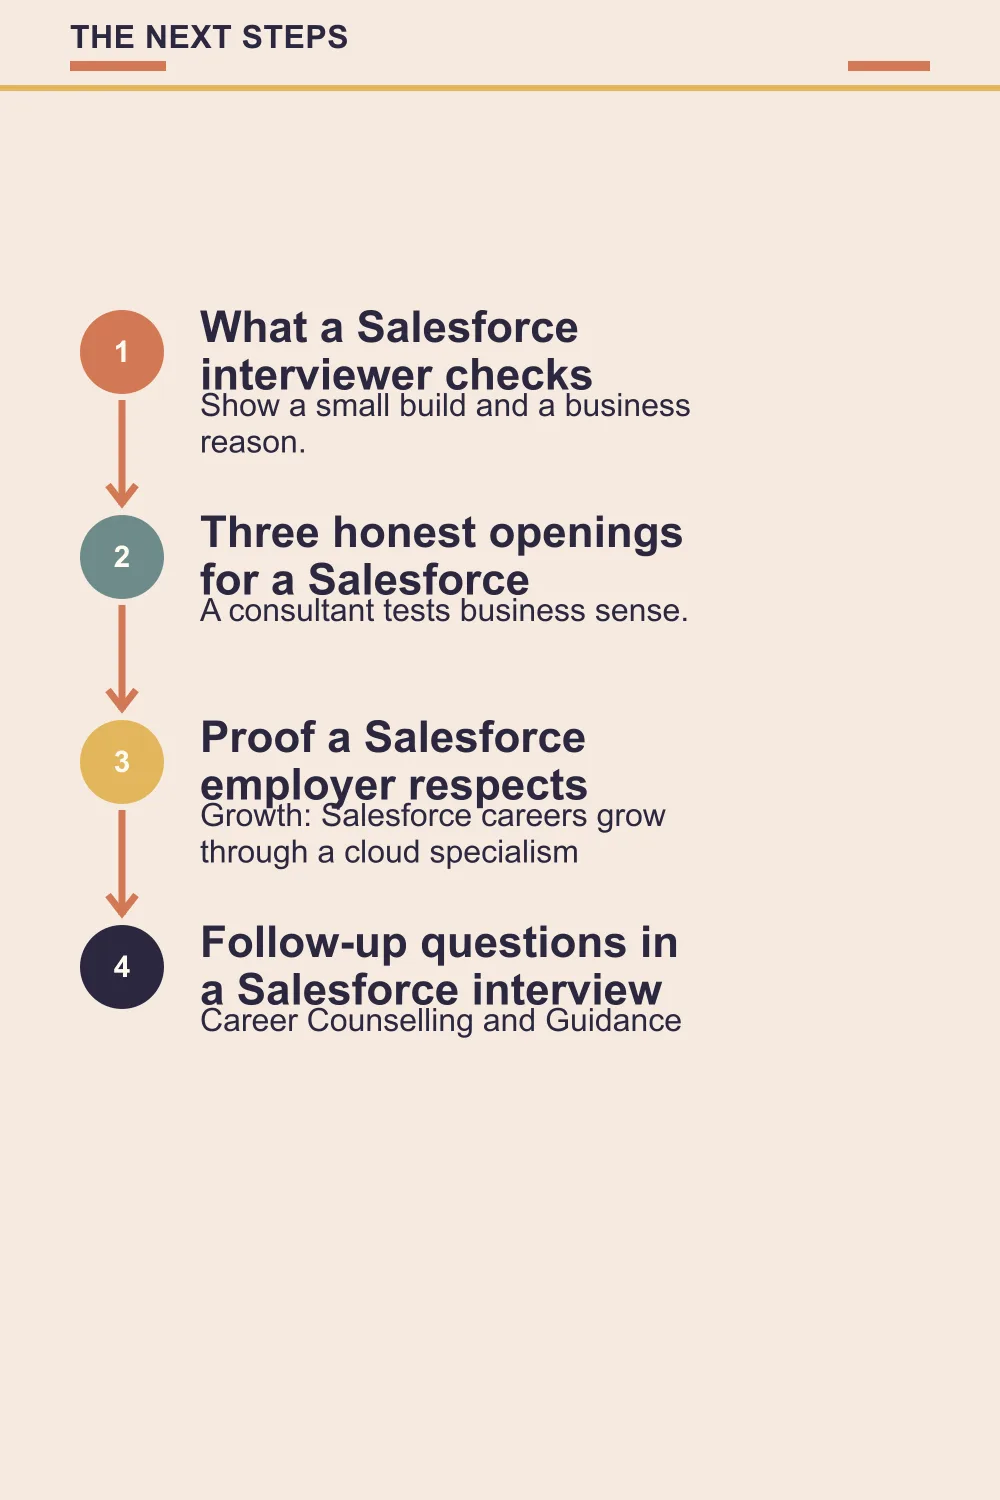 THE NEXT STEPS
1
What a Salesforce
interviewer checks
Show a small build and a business
reason.
2
Three honest openings
for a Salesforce
A consultant tests business sense.
3
Proof a Salesforce
employer respects
Growth: Salesforce careers grow
through a cloud specialism
4
Follow-up questions in
a Salesforce interview
Career Counselling and Guidance